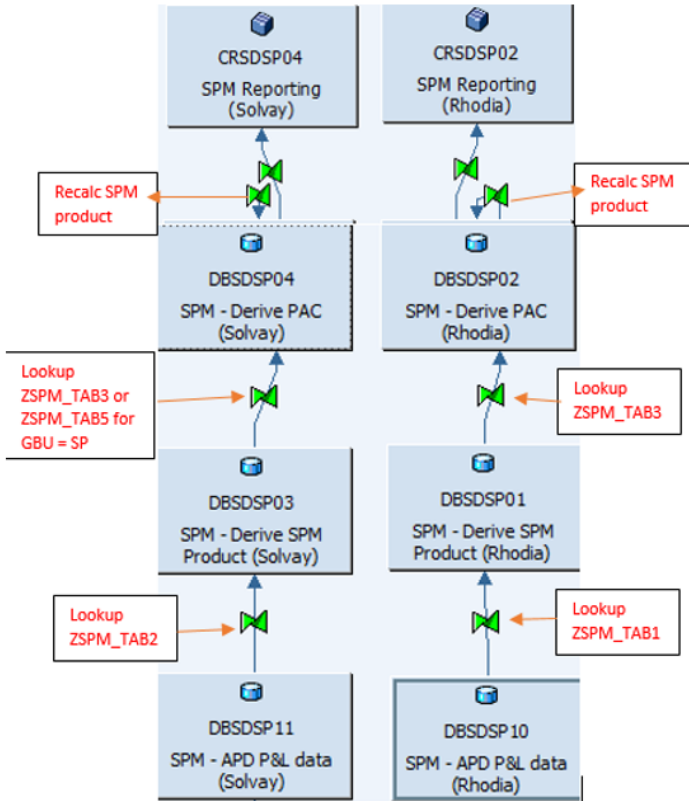 CRSDSP04
SPM Reporting
(Solvay)
CRSDSP02
SPM Reporting
(Rhodia)
Recalc SPM
product
Recalc SPM
product
DBSDSP04
SPM - Derive PAC
(Solvay)
DBSDSP02
SPM - Derive PAC
(Rhodia)
Lookup
ZSPM_TAB3 or
ZSPM_TAB5 for
GBU = SP
Lookup
ZSPM_TAB3
DBSDSP03
SPM - Derive SPM
Product (Solvay)
DBSDSP01
SPM - Derive SPM
Product (Rhodia)
Lookup
ZSPM_TAB2
Lookup
ZSPM_TAB1
DBSDSP11
SPM - APD P&L data
(Solvay)
DBSDSP10
SPM - APD P&L data
(Rhodia)